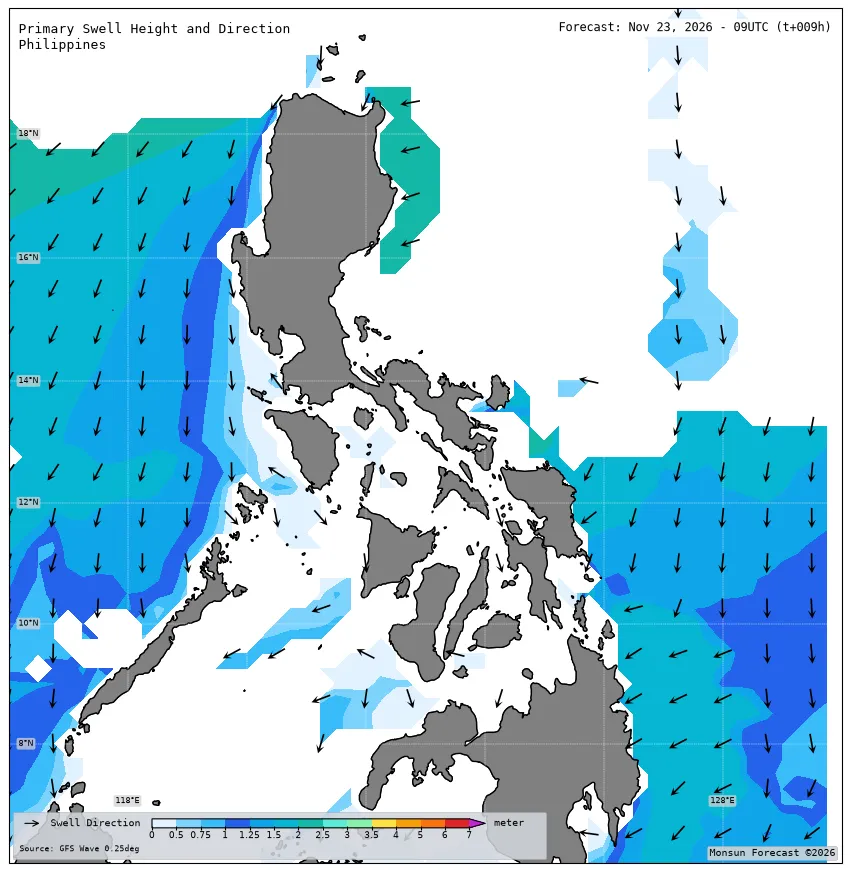 Primary Swell Height and Direction
Philippines
Forecast: Nov 23, 2026 - 09UTC (t+009h)
18°N
16°N
14°N
12°N
10°N
8°N
118°E
128°E
Swell Direction
0 0.5 0.75 1 1.25 1.5 2 2.5 3 3.5 4 5 6 7
meter
Source: GFS Wave 0.25deg
Monsun Forecast ©2026